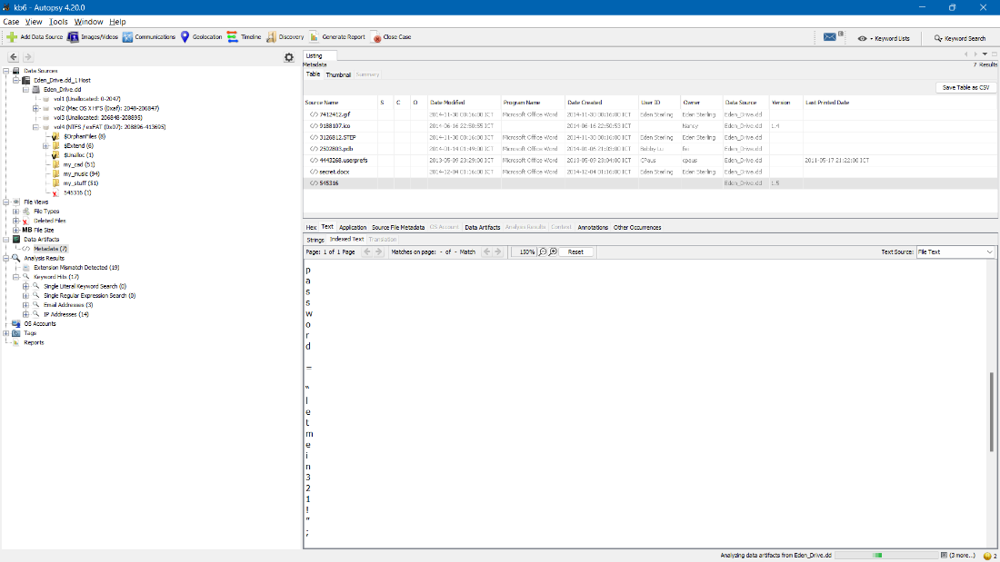 kb6 - Autopsy 4.20.0
Case View Tools Window Help
Add Data Source Images/Videos Communications Geolocation Timeline Discovery Generate Report Close Case Keyword Lists Keyword Search
Data Sources
Eden_Drive.dd_1 Host
Eden_Drive.dd
vol1 (Unallocated: 0-2047)
vol2 (Mac OS X HFS (0xaf): 2048-206847)
vol3 (Unallocated: 206848-208895)
vol4 (NTFS / exFAT (0x07): 208896-413695)
$OrphanFiles (8)
$Extend (6)
$Unalloc (1)
my_cad (51)
my_music (94)
my_stuff (51)
545316 (1)
File Views
File Types
Deleted Files
MB File Size
Data Artifacts
Metadata (7)
Analysis Results
Extension Mismatch Detected (19)
Keyword Hits (17)
Single Literal Keyword Search (0)
Single Regular Expression Search (0)
Email Addresses (3)
IP Addresses (14)
OS Accounts
Tags
Reports
Listing
Metadata
7 Results
Table Thumbnail Summary
Save Table as CSV
Source Name S C O Date Modified Program Name Date Created User ID Owner Data Source Version Last Printed Date
7412412.gif 2014-11-30 00:16:00 ICT Microsoft Office Word 2014-11-30 00:16:00 ICT Eden Sterling Eden Sterling Eden_Drive.dd
9188107.ico 2014-06-16 22:50:55 ICT 2014-06-16 22:50:53 ICT Nancy Eden_Drive.dd 1.4
3126812.STEP 2014-11-30 00:16:00 ICT Microsoft Office Word 2014-11-30 00:16:00 ICT Eden Sterling Eden Sterling Eden_Drive.dd
2502803.pdb 2014-01-14 01:49:00 ICT Microsoft Office Word 2014-01-06 21:03:00 ICT Bobby Lu Eden_Drive.dd
4443268.userprefs 2013-05-09 23:29:00 ICT Microsoft Office Word 2013-05-09 23:04:00 ICT CPaus cpaus Eden_Drive.dd 2011-05-17 21:22:00 ICT
secret.docx 2014-12-04 01:16:00 ICT Microsoft Office Word 2014-12-04 01:16:00 ICT Eden Sterling Eden Sterling Eden_Drive.dd
545316 Eden_Drive.dd 1.5
Hex Text Application Source File Metadata OS Account Data Artifacts Analysis Results Context Annotations Other Occurrences
Strings Indexed Text Translation
Page: 1 of 1 Page Matches on page: - of - Match 150% Reset Text Source: File Text
p
a
s
s
w
o
r
d
=
“
l
e
t
m
e
i
n
3
2
1
!
”
;
Analyzing data artifacts from Eden_Drive.dd (3 more...) 2